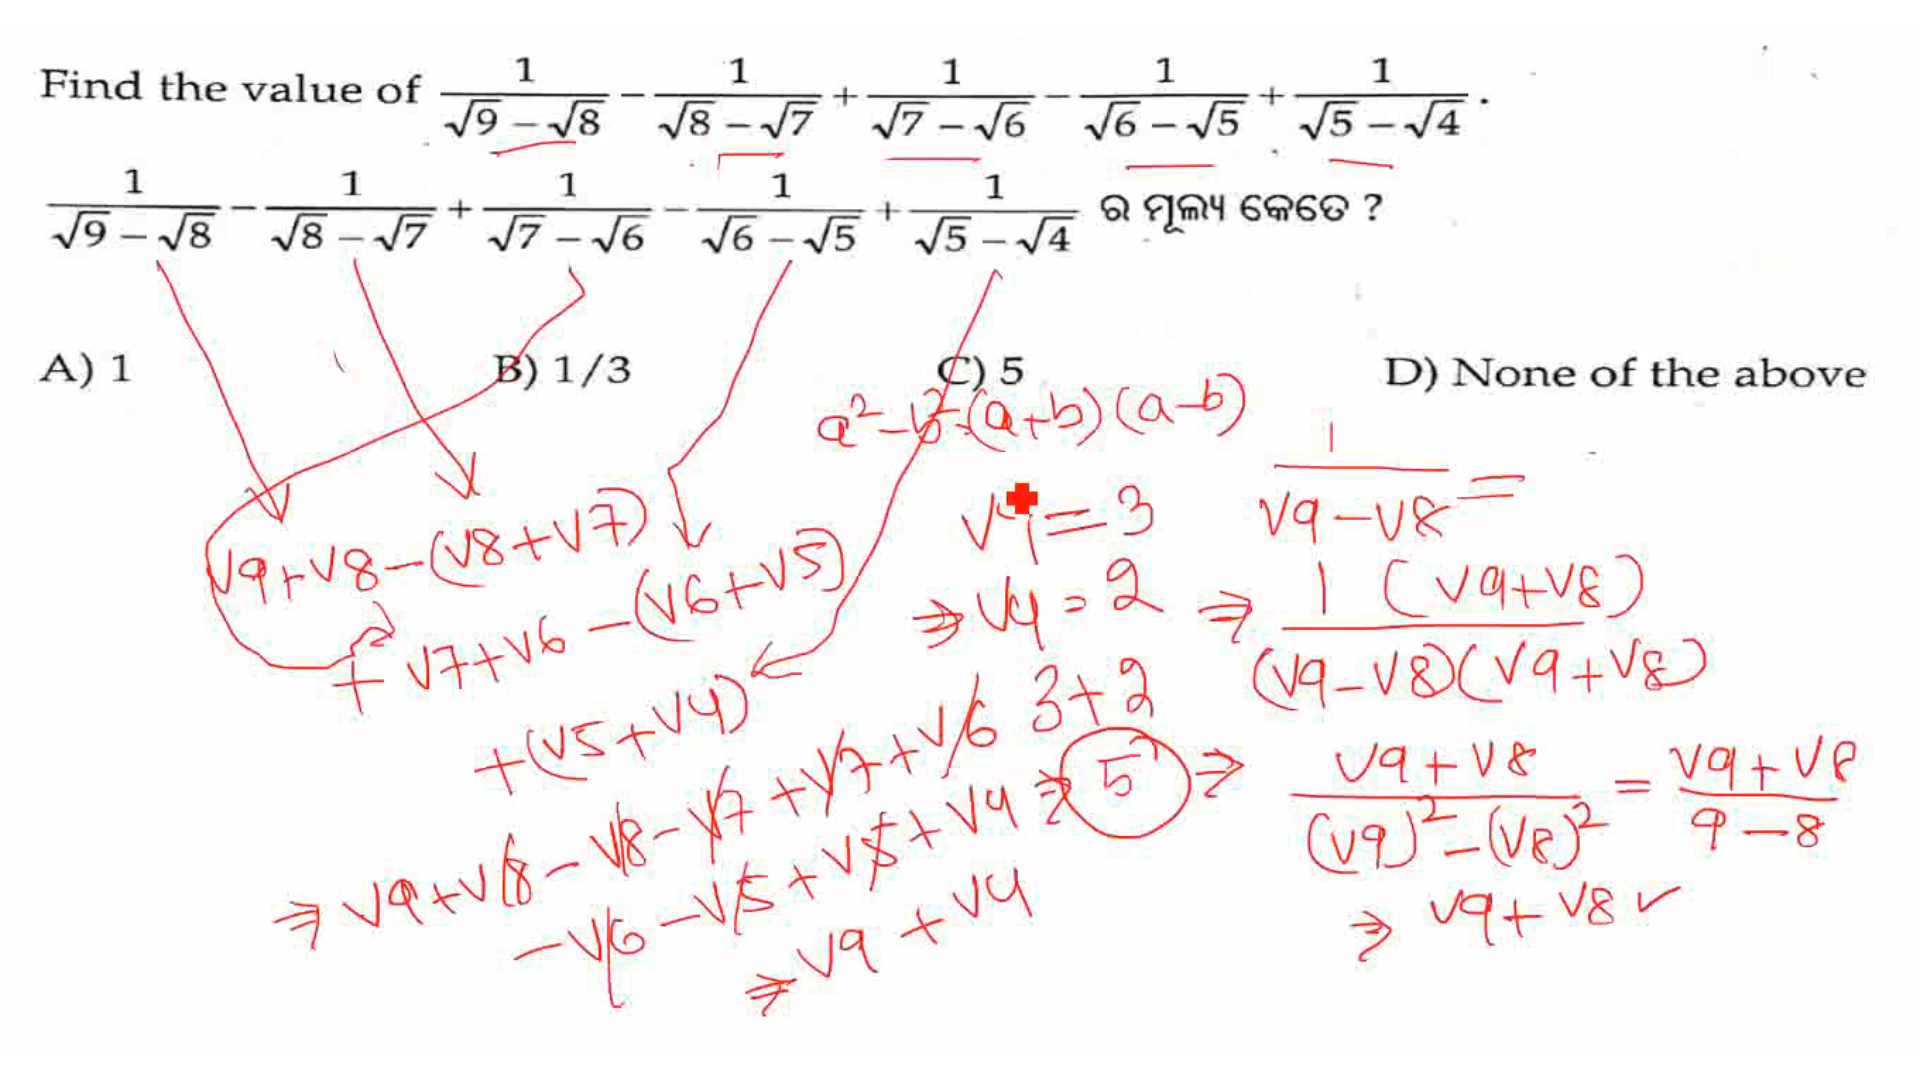 Find the value of 1/(√9 − √8) − 1/(√8 − √7) + 1/(√7 − √6) − 1/(√6 − √5) + 1/(√5 − √4) .
1/(√9 − √8) − 1/(√8 − √7) + 1/(√7 − √6) − 1/(√6 − √5) + 1/(√5 − √4) ର ମୂଲ୍ୟ କେତେ ?
A) 1 B) 1/3 C) 5 D) None of the above
a² − b² = (a+b) (a−b)
√9 + √8 − (√8 + √7)
+ √7 + √6 − (√6 + √5)
+ (√5 + √4)
⇒ √9 + √8 − √8 − √7 + √7 + √6
− √6 − √5 + √5 + √4 ⇒ 5
⇒ √9 + √4
√9 = 3
⇒ √4 = 2
3 + 2
1/(√9 − √8) =
⇒ 1 (√9 + √8)/(√9 − √8)(√9 + √8)
⇒ (√9 + √8)/((√9)² − (√8)²) = (√9 + √8)/(9 − 8)
⇒ √9 + √8 ✓